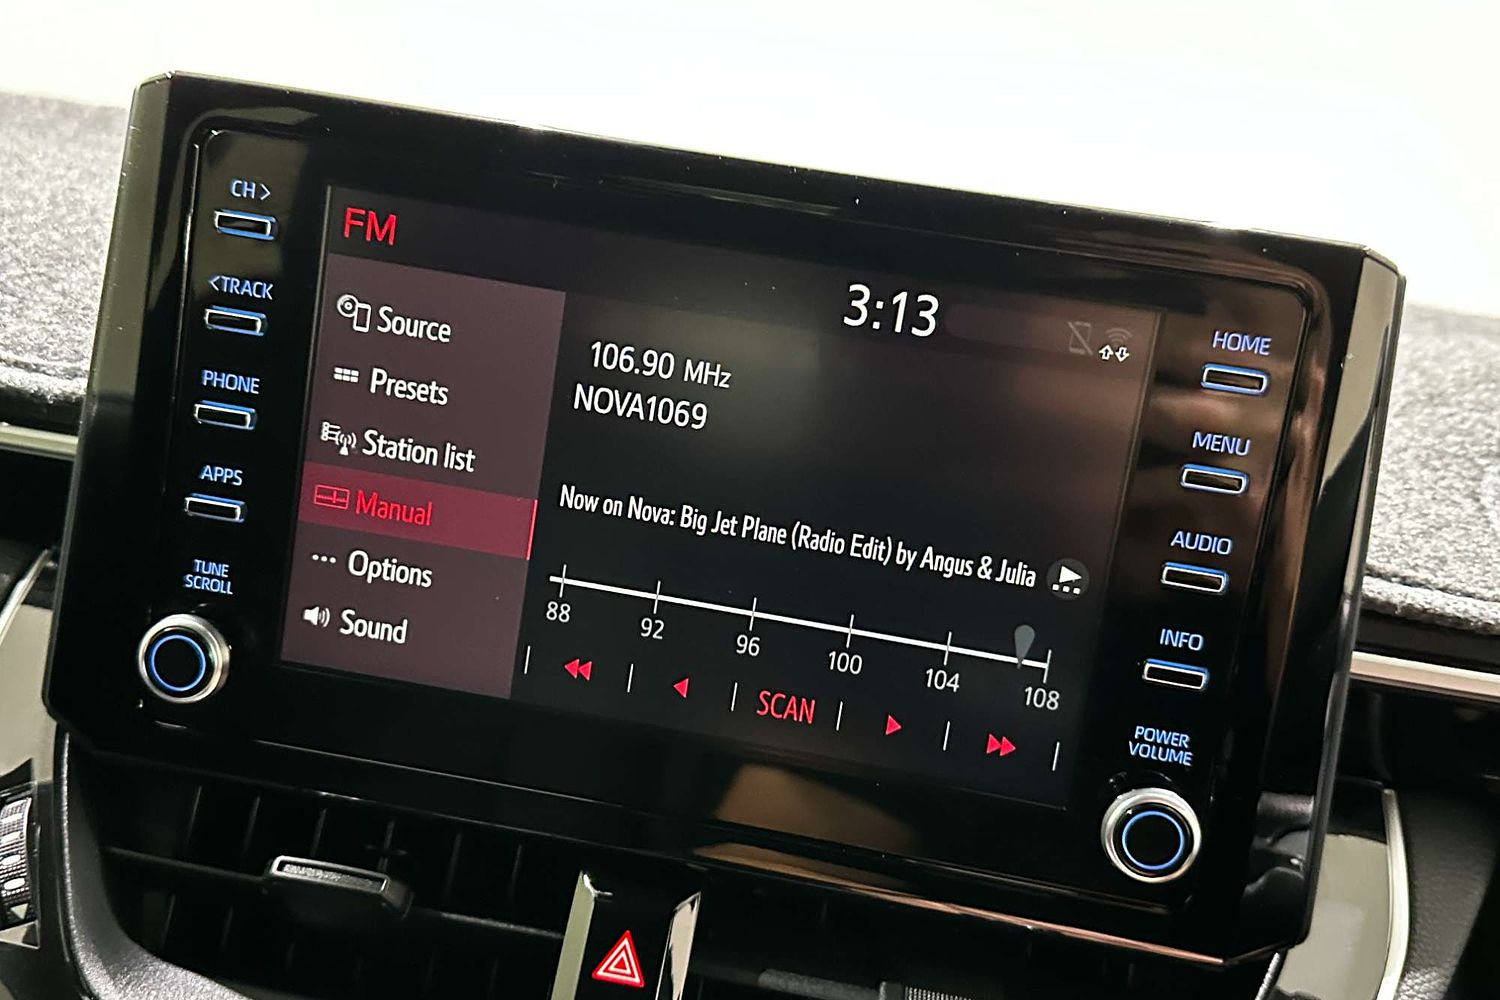 CH >
< TRACK
PHONE
APPS
TUNE
SCROLL
FM
3:13
Source
Presets
Station list
Manual
Options
Sound
106.90 MHz
NOVA1069
Now on Nova: Big Jet Plane (Radio Edit) by Angus & Julia
88 92 96 100 104 108
SCAN
HOME
MENU
AUDIO
INFO
POWER
VOLUME